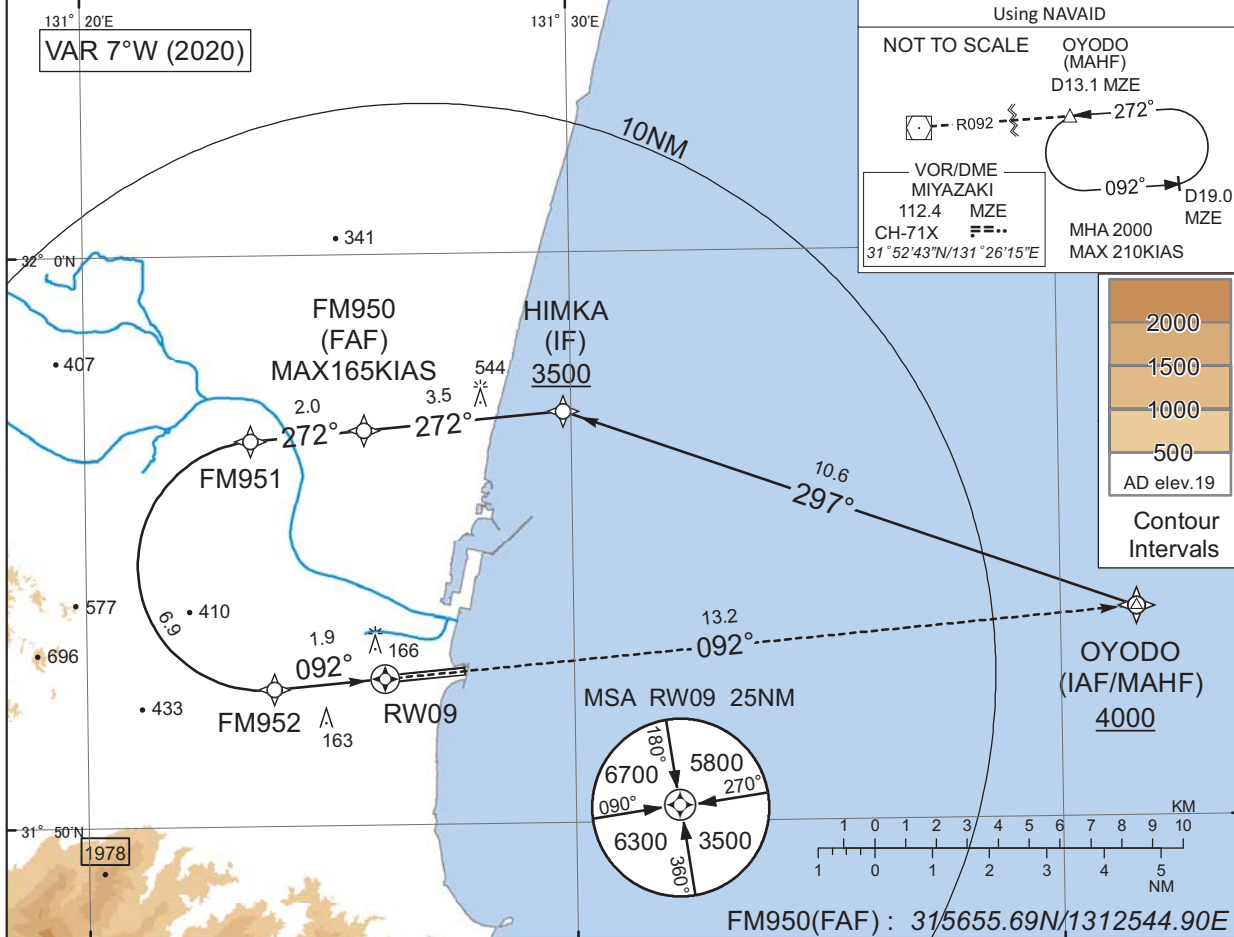 131° 20'E
131° 30'E
VAR 7°W (2020)
Using NAVAID
NOT TO SCALE
OYODO
(MAHF)
D13.1 MZE
R092
272°
092°
D19.0
MZE
VOR/DME
MIYAZAKI
112.4 MZE
CH-71X
31°52'43"N/131°26'15"E
MHA 2000
MAX 210KIAS
10NM
341
32° 0'N
407
FM950
(FAF)
MAX165KIAS
HIMKA
(IF)
3500
544
2.0
272°
3.5
272°
FM951
10.6
297°
2000
1500
1000
500
AD elev.19
Contour
Intervals
577
410
696
6.9
433
1.9
092°
166
163
FM952
RW09
13.2
092°
OYODO
(IAF/MAHF)
4000
MSA RW09 25NM
180°
6700
5800
270°
090°
6300
3500
360°
31° 50'N
1978
KM
1 0 1 2 3 4 5 6 7 8 9 10
1 0 1 2 3 4 5
NM
FM950(FAF) : 315655.69N/1312544.90E